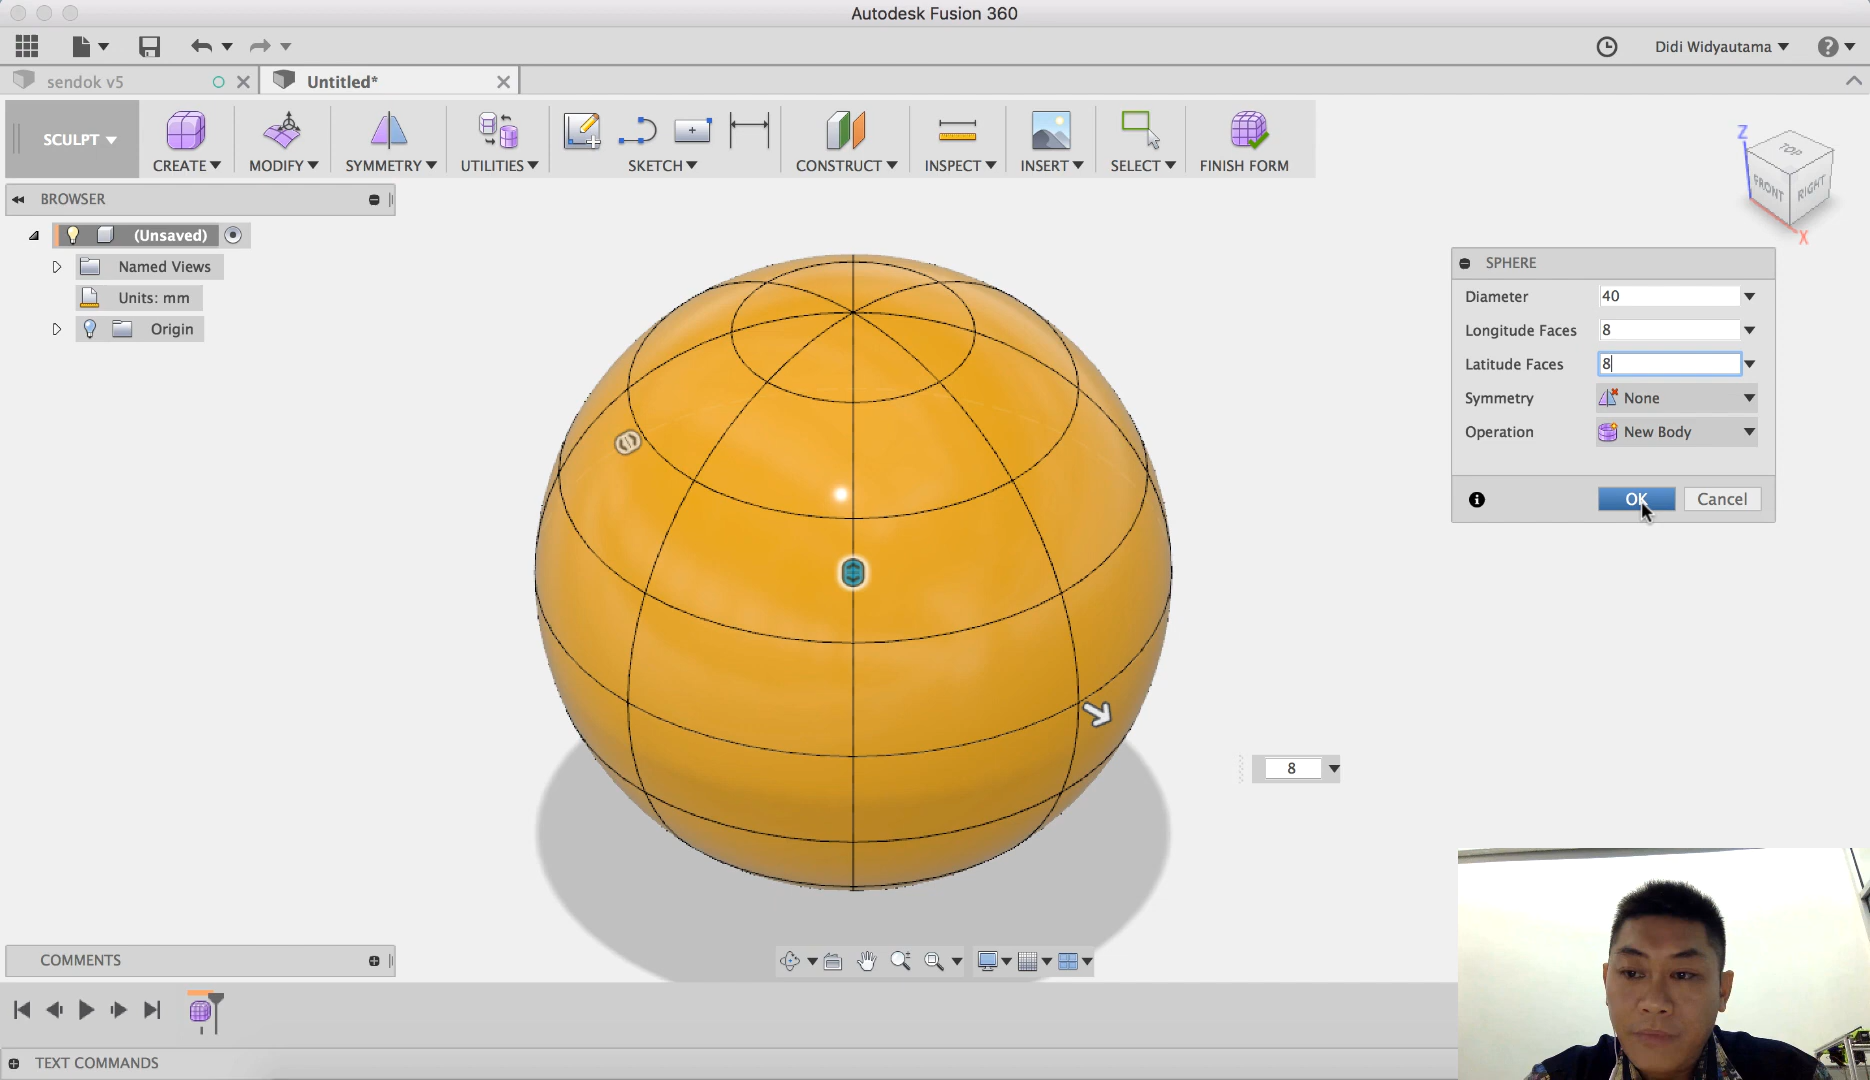 Autodesk Fusion 360
Didi Widyautama
sendok v5
Untitled*
SCULPT
CREATE
MODIFY
SYMMETRY
UTILITIES
SKETCH
CONSTRUCT
INSPECT
INSERT
SELECT
FINISH FORM
BROWSER
(Unsaved)
Named Views
Units: mm
Origin
Z
TOP
FRONT
RIGHT
X
SPHERE
Diameter 40
Longitude Faces 8
Latitude Faces 8
Symmetry None
Operation New Body
OK Cancel
8
COMMENTS
TEXT COMMANDS